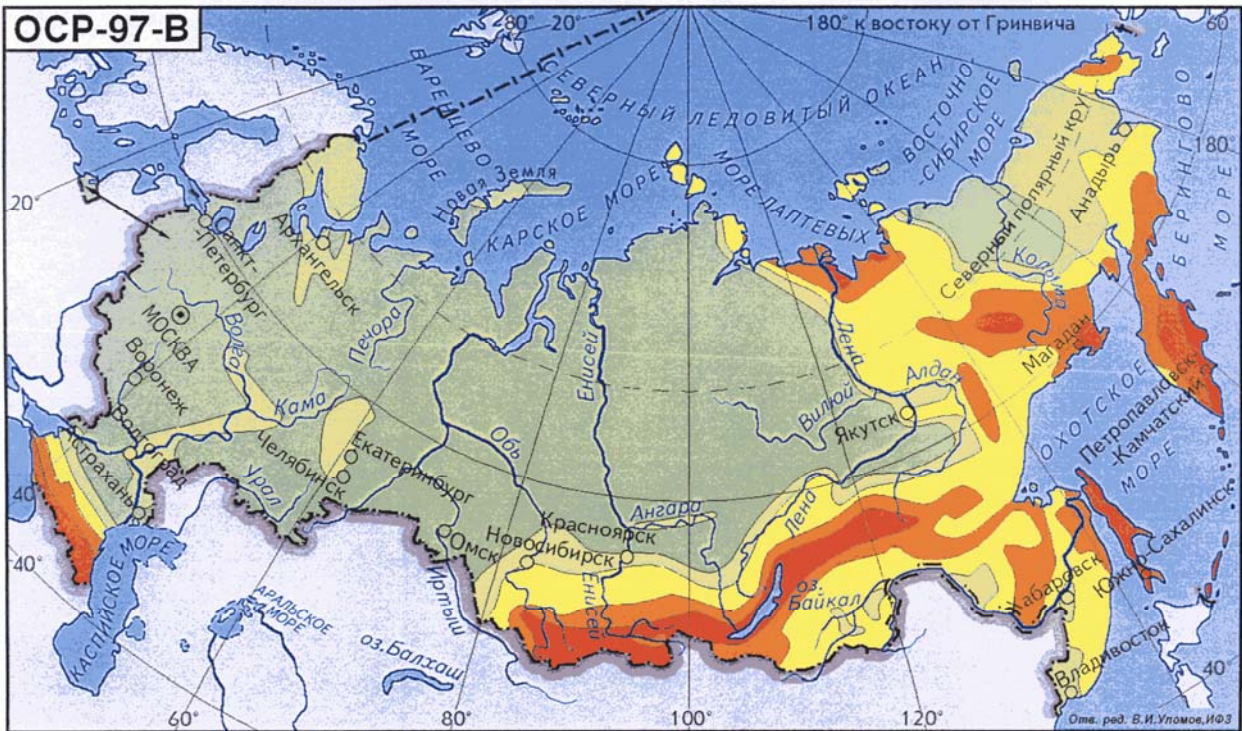 ОСР-97-В
80°
20°
180° к востоку от Гринвича
60°
БАРЕНЦЕВО
МОРЕ
СЕВЕРНЫЙ ЛЕДОВИТЫЙ ОКЕАН
ВОСТОЧНО-
-СИБИРСКОЕ
МОРЕ
БЕРИНГОВО
МОРЕ
180°
20°
Новая Земля
КАРСКОЕ МОРЕ
МОРЕ ЛАПТЕВЫХ
Северный полярный круг
Анадырь
Колыма
Санкт-
-Петербург
Архангельск
МОСКВА
Волга
Печора
Воронеж
Кама
Енисей
Лена
Вилюй
Алдан
Якутск
Магадан
ОХОТСКОЕ
МОРЕ
Петропавловск-
-Камчатский
Волгоград
Астрахань
Челябинск
Екатеринбург
Урал
Обь
40°
40°
Омск
Новосибирск
Красноярск
Ангара
Лена
Иртыш
Енисей
оз.
Байкал
Хабаровск
Южно-Сахалинск
Владивосток
КАСПИЙСКОЕ МОРЕ
АРАЛЬСКОЕ
МОРЕ
оз.Балхаш
60°
80°
100°
120°
40°
Отв. ред. В.И.Уломов,ИФЗ